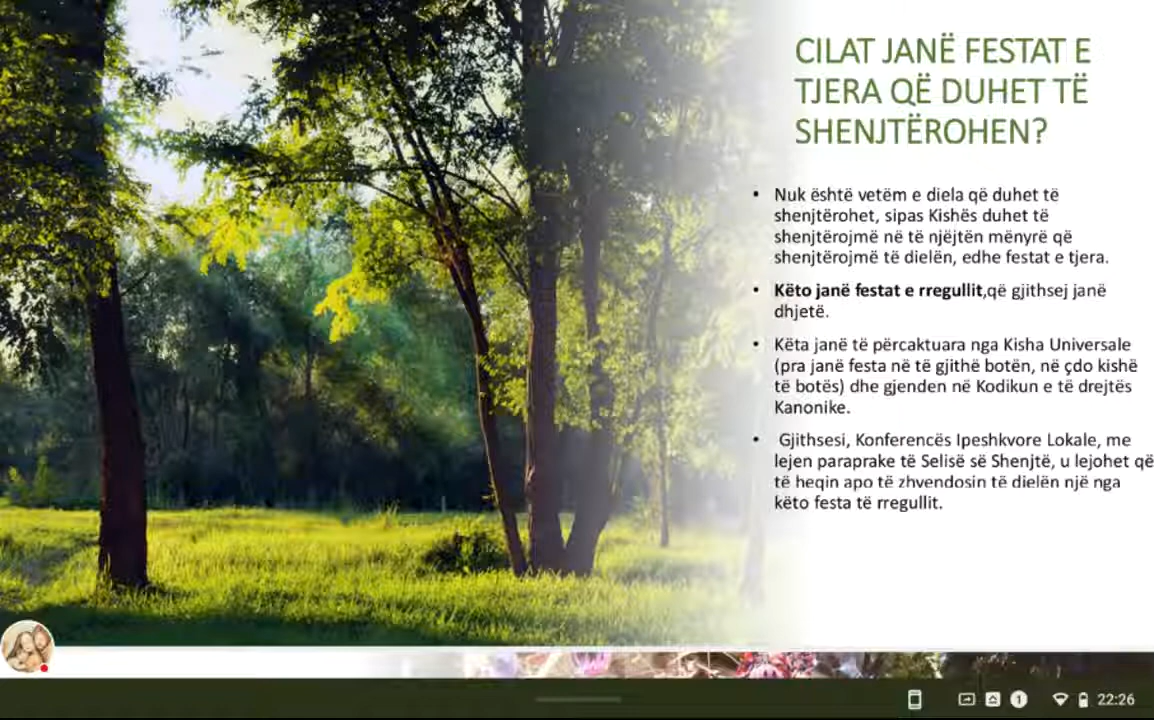 CILAT JANË FESTAT E
TJERA QË DUHET TË
SHENJTËROHEN?
• Nuk është vetëm e diela që duhet të
shenjtërohet, sipas Kishës duhet të
shenjtërojmë në të njëjtën mënyrë që
shenjtërojmë të dielën, edhe festat e tjera.
• Këto janë festat e rregullit,që gjithsej janë
dhjetë.
• Këta janë të përcaktuara nga Kisha Universale
(pra janë festa në të gjithë botën, në çdo kishë
të botës) dhe gjenden në Kodikun e të drejtës
Kanonike.
• Gjithsesi, Konferencës Ipeshkvore Lokale, me
lejen paraprake të Selisë së Shenjtë, u lejohet që
të heqin apo të zhvendosin të dielën një nga
këto festa të rregullit.
1 22:26